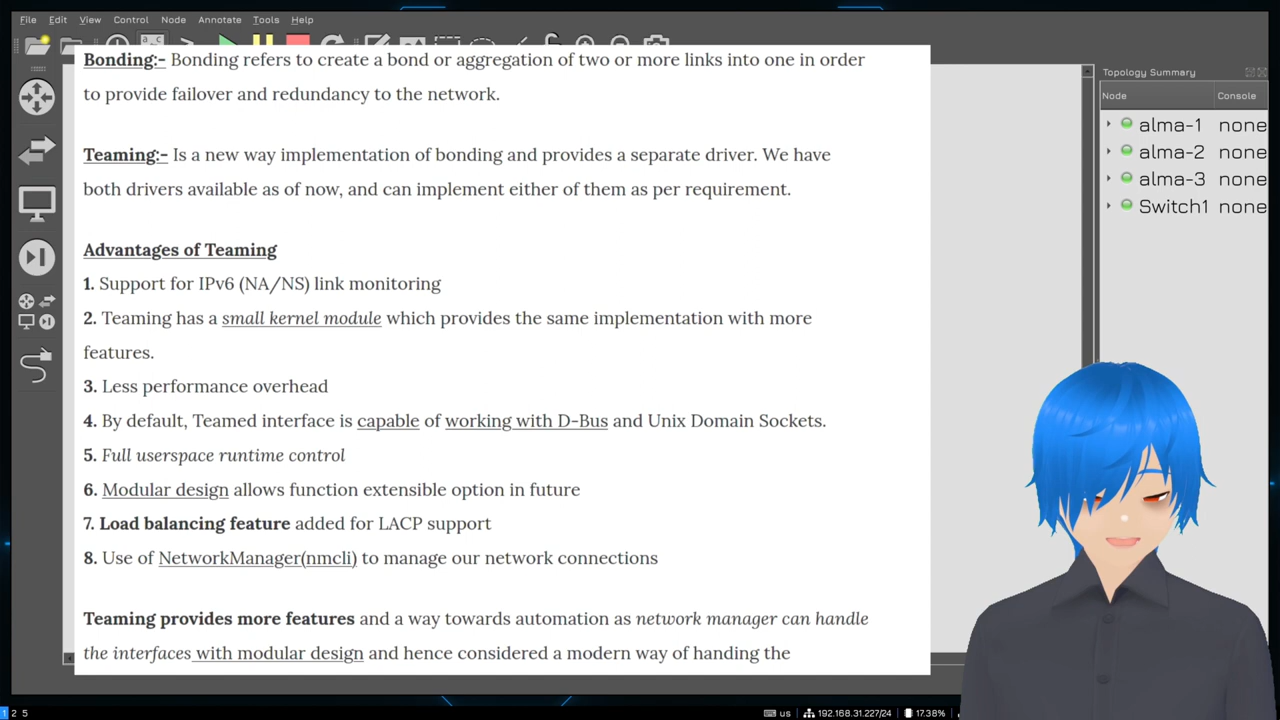 File Edit View Control Node Annotate Tools Help
Bonding:- Bonding refers to create a bond or aggregation of two or more links into one in order
to provide failover and redundancy to the network.
Teaming:- Is a new way implementation of bonding and provides a separate driver. We have
both drivers available as of now, and can implement either of them as per requirement.
Advantages of Teaming
1. Support for IPv6 (NA/NS) link monitoring
2. Teaming has a small kernel module which provides the same implementation with more
features.
3. Less performance overhead
4. By default, Teamed interface is capable of working with D-Bus and Unix Domain Sockets.
5. Full userspace runtime control
6. Modular design allows function extensible option in future
7. Load balancing feature added for LACP support
8. Use of NetworkManager(nmcli) to manage our network connections
Teaming provides more features and a way towards automation as network manager can handle
the interfaces with modular design and hence considered a modern way of handing the
Topology Summary
Node Console
alma-1 none
alma-2 none
alma-3 none
Switch1 none
1 2 5 us 192.168.31.227/24 17.38%